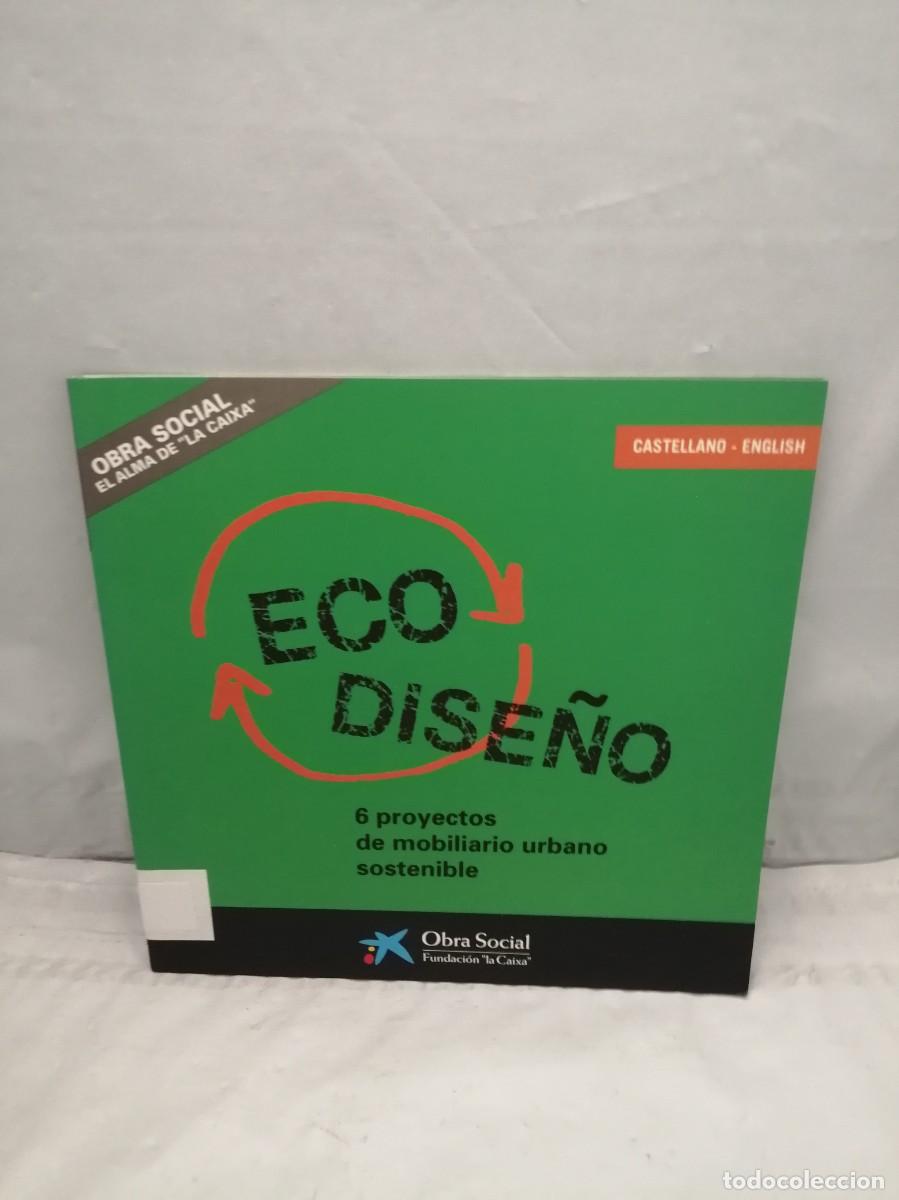 OBRA SOCIAL
EL ALMA DE "LA CAIXA"
CASTELLANO - ENGLISH
ECO
DISEÑO
6 proyectos
de mobiliario urbano
sostenible
Obra Social
Fundación "la Caixa"
todocoleccion